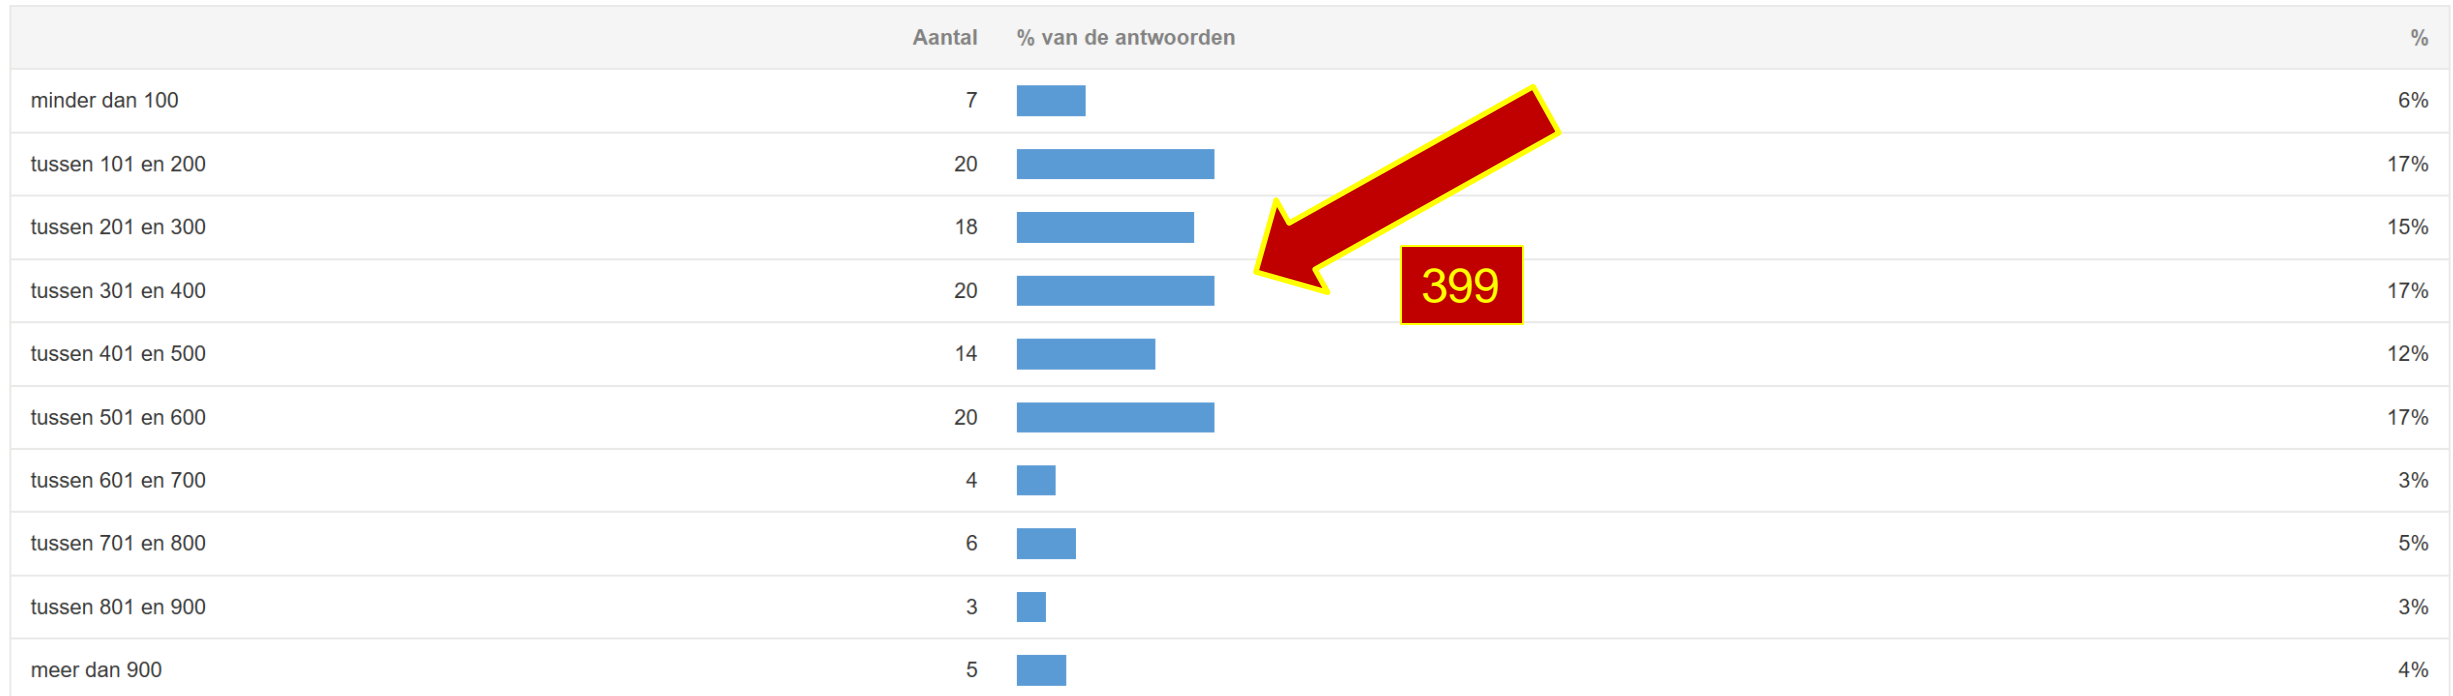 Aantal % van de antwoorden %
minder dan 100 7 6%
tussen 101 en 200 20 17%
tussen 201 en 300 18 15%
tussen 301 en 400 20 17%
399
tussen 401 en 500 14 12%
tussen 501 en 600 20 17%
tussen 601 en 700 4 3%
tussen 701 en 800 6 5%
tussen 801 en 900 3 3%
meer dan 900 5 4%